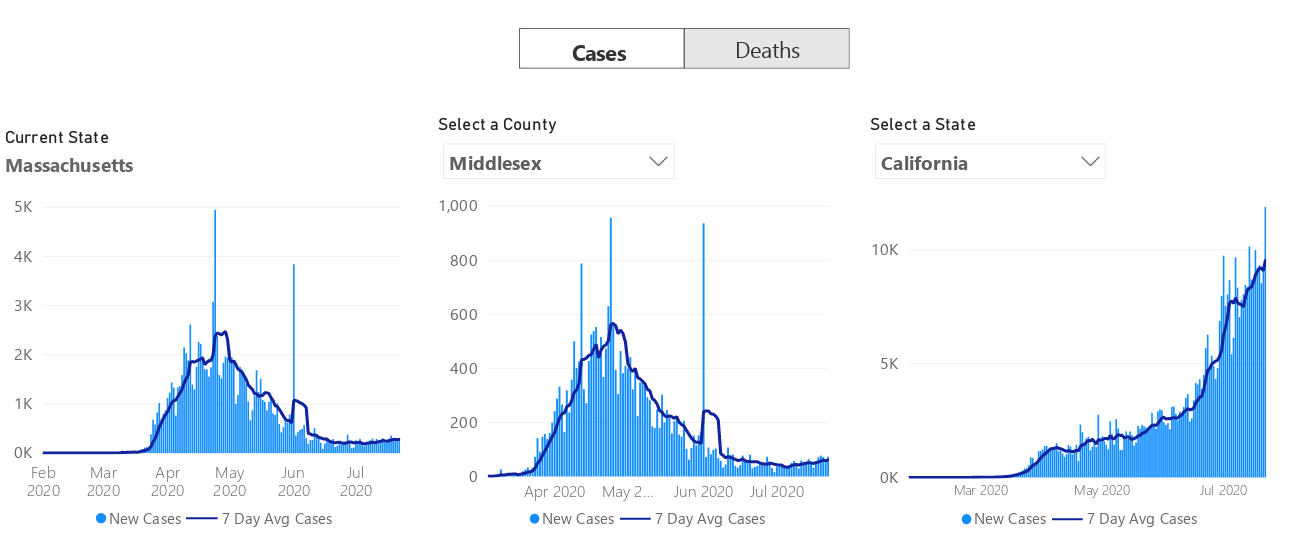 Cases Deaths
Current State
Massachusetts
5K
4K
3K
2K
1K
0K
Feb 2020 Mar 2020 Apr 2020 May 2020 Jun 2020 Jul 2020
New Cases 7 Day Avg Cases
Select a County
Middlesex
1,000
800
600
400
200
0
Apr 2020 May 2... Jun 2020 Jul 2020
New Cases 7 Day Avg Cases
Select a State
California
10K
5K
0K
Mar 2020 May 2020 Jul 2020
New Cases 7 Day Avg Cases